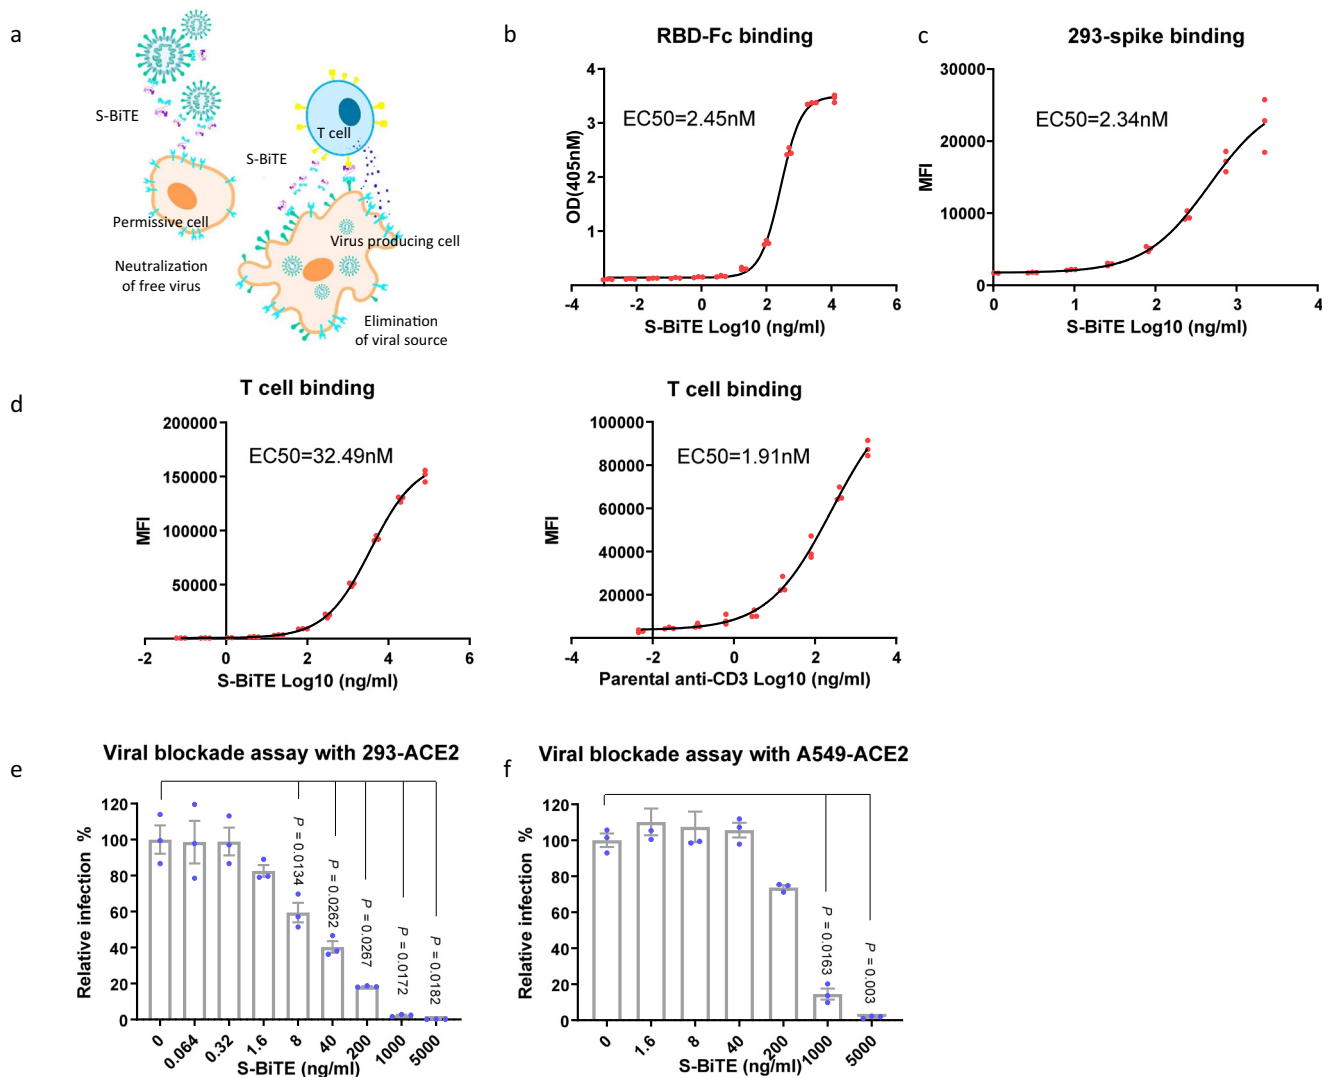 a
S-BiTE
S-BiTE
T cell
Permissive cell
Virus producing cell
Neutralization
of free virus
Elimination
of viral source
b
RBD-Fc binding
EC50=2.45nM
OD(405nM)
4
3
2
1
-4 -2 0 2 4 6
S-BiTE Log10 (ng/ml)
c
293-spike binding
EC50=2.34nM
MFI
30000
20000
10000
0
0 1 2 3 4
S-BiTE Log10 (ng/ml)
d
T cell binding
EC50=32.49nM
MFI
200000
150000
100000
50000
-2 0 2 4 6
S-BiTE Log10 (ng/ml)
T cell binding
EC50=1.91nM
MFI
100000
80000
60000
40000
20000
-4 -2 0 2 4
Parental anti-CD3 Log10 (ng/ml)
e
Viral blockade assay with 293-ACE2
Relative infection %
120
100
80
60
40
20
0
P = 0.0134
P = 0.0262
P = 0.0267
P = 0.0172
P = 0.0182
0 0.064 0.32 1.6 8 40 200 1000 5000
S-BiTE (ng/ml)
f
Viral blockade assay with A549-ACE2
Relative infection %
120
100
80
60
40
20
0
P = 0.0163
P = 0.003
0 1.6 8 40 200 1000 5000
S-BiTE (ng/ml)